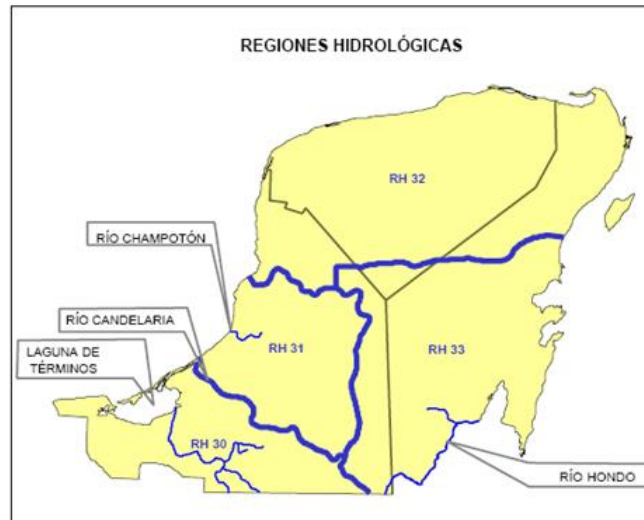 REGIONES HIDROLÓGICAS
RH 32
RÍO CHAMPOTÓN
RÍO CANDELARIA
LAGUNA DE
TÉRMINOS
RH 31
RH 33
RH 30
RÍO HONDO